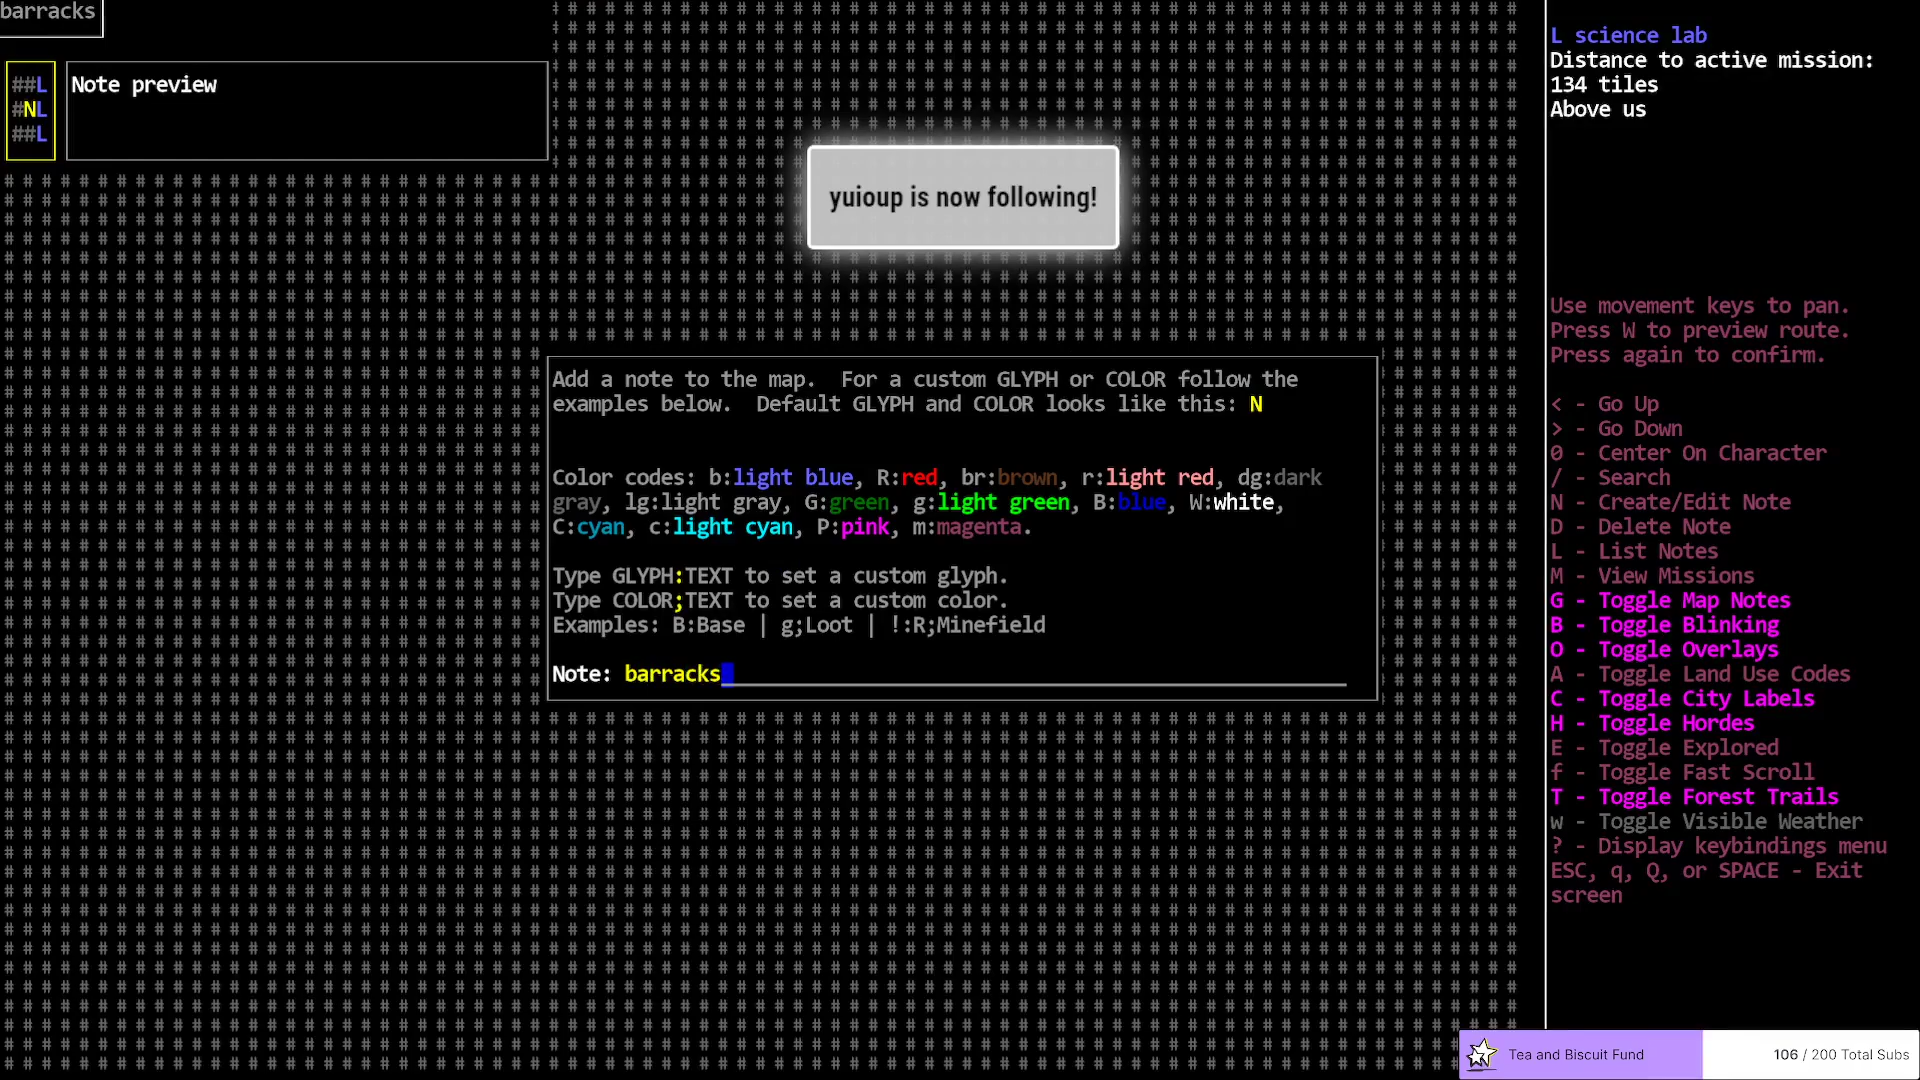 barracks
##L
#NL
##L
Note preview
yuioup is now following!
Add a note to the map.  For a custom GLYPH or COLOR follow the
examples below.  Default GLYPH and COLOR looks like this: N
Color codes: b:light blue, R:red, br:brown, r:light red, dg:dark
gray, lg:light gray, G:green, g:light green, B:blue, W:white,
C:cyan, c:light cyan, P:pink, m:magenta.
Type GLYPH:TEXT to set a custom glyph.
Type COLOR;TEXT to set a custom color.
Examples: B:Base | g;Loot | !:R;Minefield
Note: barracks
L science lab
Distance to active mission:
134 tiles
Above us
Use movement keys to pan.
Press W to preview route.
Press again to confirm.
< - Go Up
> - Go Down
0 - Center On Character
/ - Search
N - Create/Edit Note
D - Delete Note
L - List Notes
M - View Missions
G - Toggle Map Notes
B - Toggle Blinking
O - Toggle Overlays
A - Toggle Land Use Codes
C - Toggle City Labels
H - Toggle Hordes
E - Toggle Explored
f - Toggle Fast Scroll
T - Toggle Forest Trails
w - Toggle Visible Weather
? - Display keybindings menu
ESC, q, Q, or SPACE - Exit
screen
Tea and Biscuit Fund
106 / 200 Total Subs